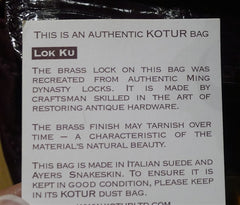 THIS IS AN AUTHENTIC KOTUR BAG
LOK KU
THE BRASS LOCK ON THIS BAG WAS
RECREATED FROM AUTHENTIC MING
DYNASTY LOCKS. IT IS MADE BY
CRAFTSMAN SKILLED IN THE ART OF
RESTORING ANTIQUE HARDWARE.
THE BRASS FINISH MAY TARNISH OVER
TIME – A CHARACTERISTIC OF THE
MATERIAL'S NATURAL BEAUTY.
THIS BAG IS MADE IN ITALIAN SUEDE AND
AYERS SNAKESKIN. TO ENSURE IT IS
KEPT IN GOOD CONDITION, PLEASE KEEP
IN ITS KOTUR DUST BAG.